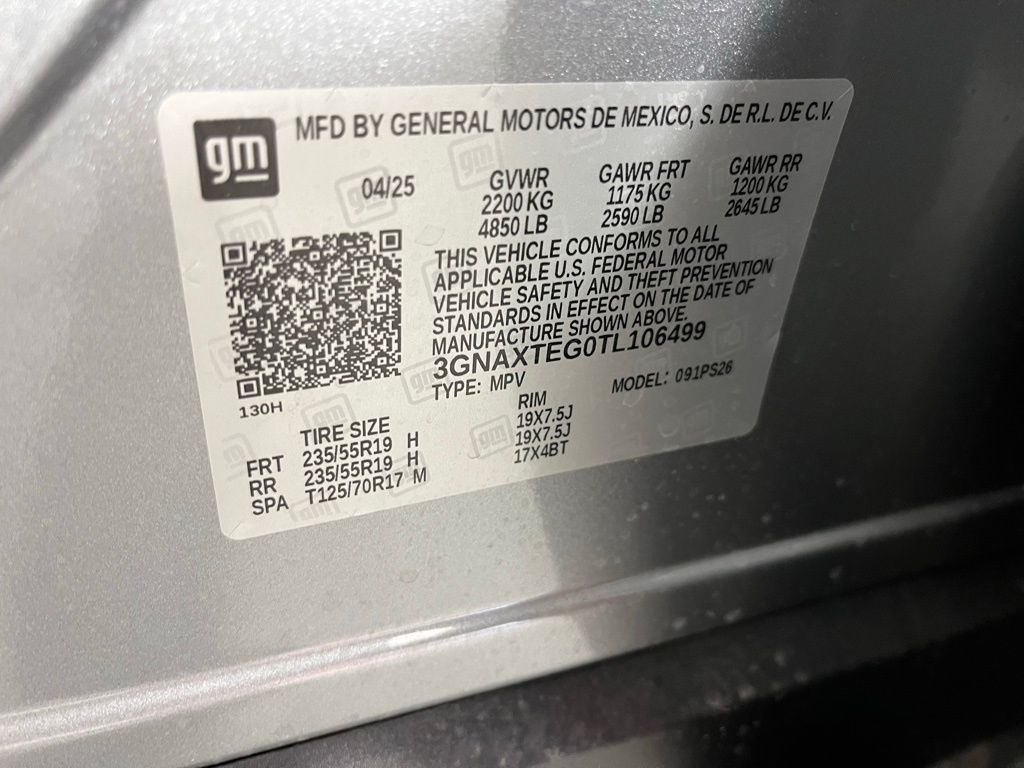 gm
MFD BY GENERAL MOTORS DE MEXICO, S. DE R.L. DE C.V.
04/25
GVWR GAWR FRT GAWR RR
2200 KG 1175 KG 1200 KG
4850 LB 2590 LB 2645 LB
THIS VEHICLE CONFORMS TO ALL
APPLICABLE U.S. FEDERAL MOTOR
VEHICLE SAFETY AND THEFT PREVENTION
STANDARDS IN EFFECT ON THE DATE OF
MANUFACTURE SHOWN ABOVE.
3GNAXTEG0TL106499
TYPE: MPV MODEL: 091PS26
130H
TIRE SIZE RIM
FRT 235/55R19 H 19X7.5J
RR 235/55R19 H 19X7.5J
SPA T125/70R17 M 17X4BT